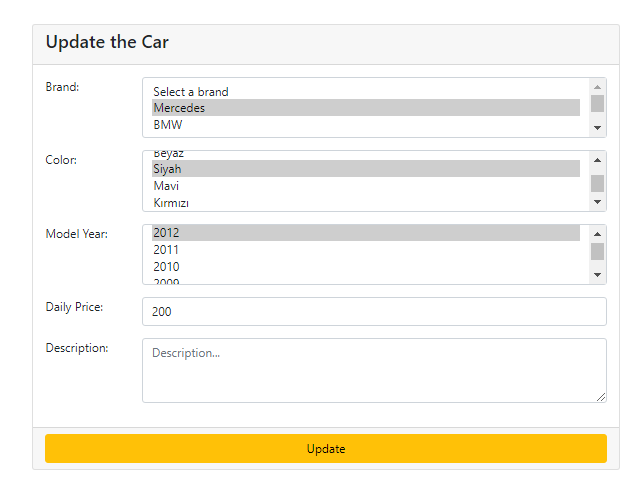 Update the Car
Brand:
Select a brand
Mercedes
BMW
Color:
Beyaz
Siyah
Mavi
Kırmızı
Model Year:
2012
2011
2010
2009
Daily Price:
200
Description:
Description...
Update